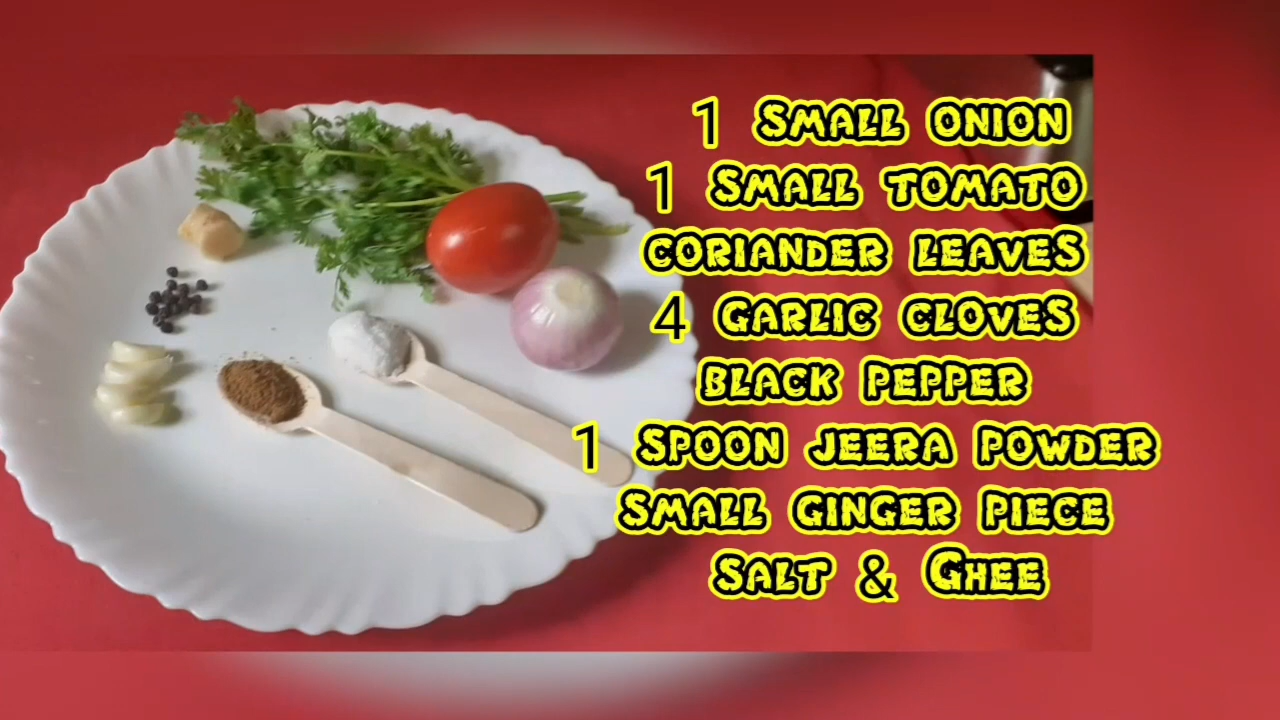 1 Small onion
1 Small tomato
coriander leaves
4 Garlic cloves
black pepper
1 Spoon jeera powder
small ginger piece
salt & Ghee